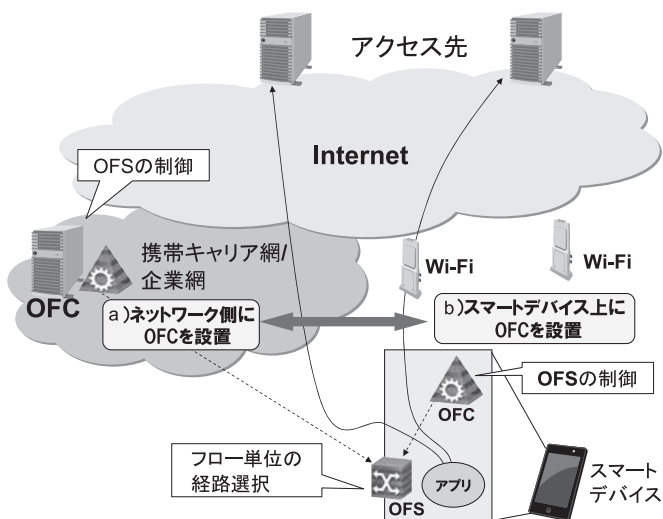 アクセス先
Internet
OFSの制御
携帯キャリア網/
企業網
OFC
Wi-Fi
Wi-Fi
a)ネットワーク側に
OFCを設置
b)スマートデバイス上に
OFCを設置
OFSの制御
OFC
フロー単位の
経路選択
OFS
アプリ
スマート
デバイス